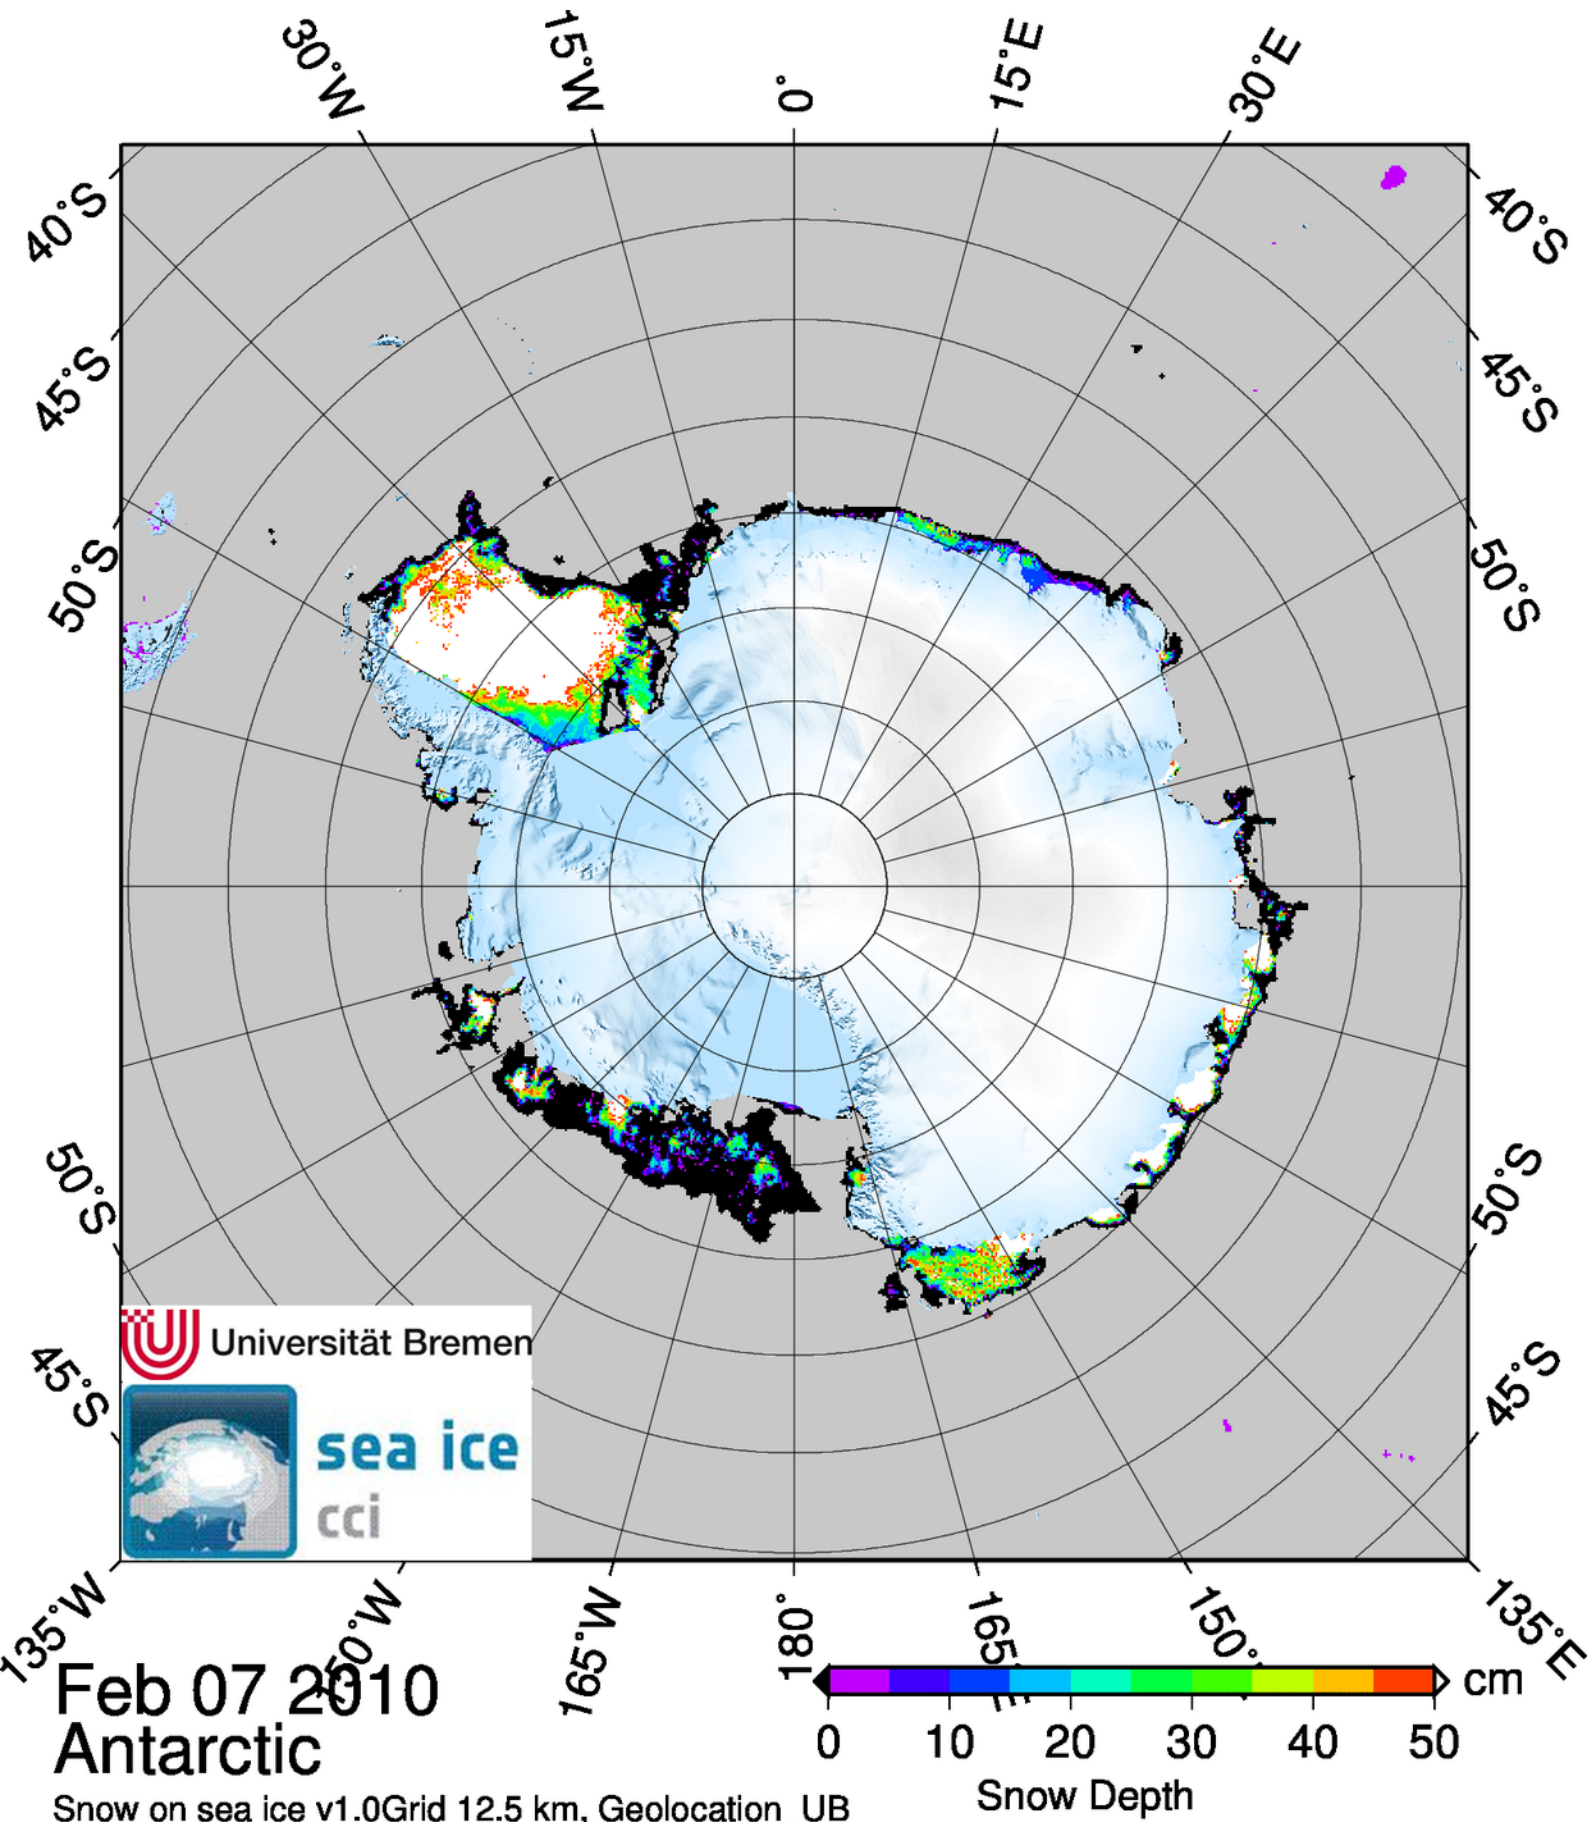 30°W 15°W 0° 15°E 30°E
40°S 40°S
45°S 45°S
50°S 50°S
50°S 50°S
45°S 45°S
Universität Bremen
sea ice
cci
135°W 165°W 180° 165 150° 135°E
Feb 07 2010
Antarctic
Snow on sea ice v1.0Grid 12.5 km, Geolocation UB
cm
0 10 20 30 40 50
Snow Depth